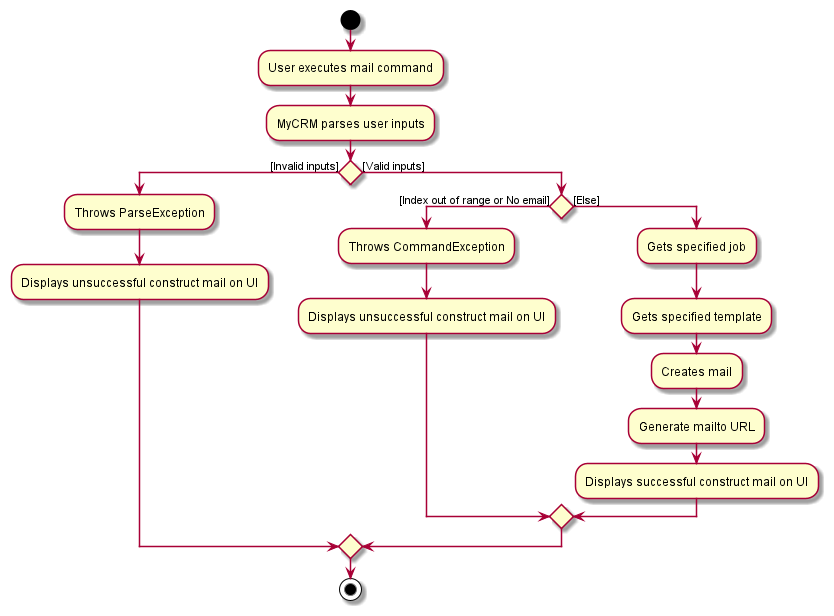 User executes mail command
MyCRM parses user inputs
[Invalid inputs]
[Valid inputs]
Throws ParseException
Displays unsuccessful construct mail on UI
[Index out of range or No email]
[Else]
Throws CommandException
Displays unsuccessful construct mail on UI
Gets specified job
Gets specified template
Creates mail
Generate mailto URL
Displays successful construct mail on UI